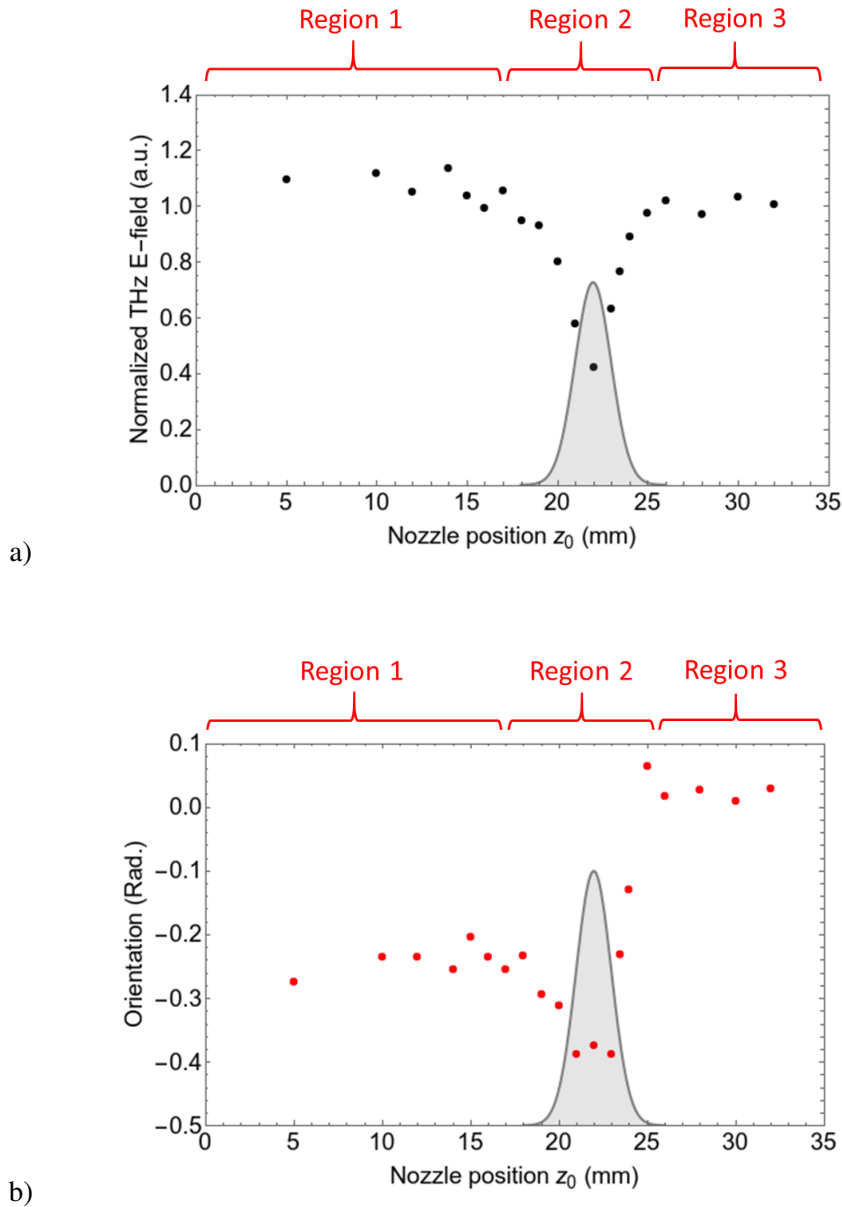 Region 1 Region 2 Region 3
1.4
1.2
1.0
0.8
0.6
0.4
0.2
0.0
Normalized THz E−field (a.u.)
0 5 10 15 20 25 30 35
Nozzle position z0 (mm)
a)
Region 1 Region 2 Region 3
0.1
0.0
−0.1
−0.2
−0.3
−0.4
−0.5
Orientation (Rad.)
0 5 10 15 20 25 30 35
Nozzle position z0 (mm)
b)